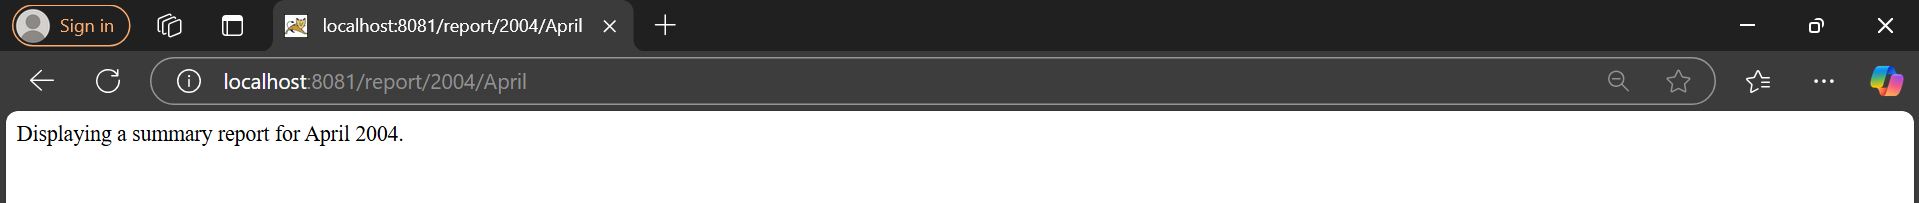 Sign in
localhost:8081/report/2004/April
localhost:8081/report/2004/April
Displaying a summary report for April 2004.